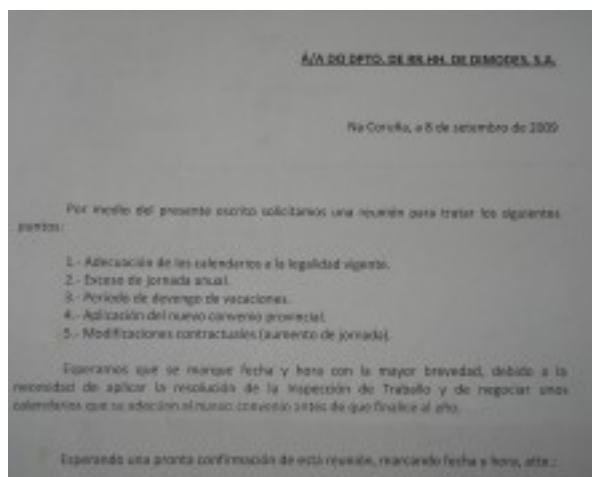 Á/A DO DPTO. DE RR.HH. DE DIMODES, S.A.
Na Coruña, a 8 de setembro de 2009
Por medio del presente escrito solicitamos una reunión para tratar los siguientes
puntos:
1.- Adecuación de los calendarios a la legalidad vigente.
2.- Exceso de jornada anual.
3.- Periodo de devengo de vacaciones.
4.- Aplicación del nuevo convenio provincial.
5.- Modificaciones contractuales (aumento de jornada).
Esperamos que se marque fecha y hora con la mayor brevedad, debido a la
necesidad de aplicar la resolución de la Inspección de Traballo y de negociar unos
calendarios que se adecúen al nuevo convenio antes de que finalice el año.
Esperando una pronta confirmación de esta reunión, marcando fecha y hora, atte.: